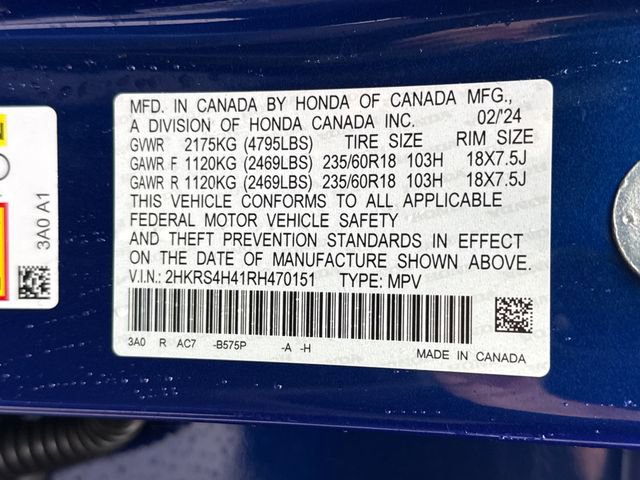 MFD. IN CANADA BY HONDA OF CANADA MFG.,
A DIVISION OF HONDA CANADA INC. 02/'24
GVWR 2175KG (4795LBS) TIRE SIZE RIM SIZE
GAWR F 1120KG (2469LBS) 235/60R18 103H 18X7.5J
GAWR R 1120KG (2469LBS) 235/60R18 103H 18X7.5J
THIS VEHICLE CONFORMS TO ALL APPLICABLE
FEDERAL MOTOR VEHICLE SAFETY
AND THEFT PREVENTION STANDARDS IN EFFECT
ON THE DATE OF MANUFACTURE SHOWN ABOVE.
V.I.N.: 2HKRS4H41RH470151 TYPE: MPV
3A0 R AC7 -B575P -A -H
MADE IN CANADA
3A0 A1